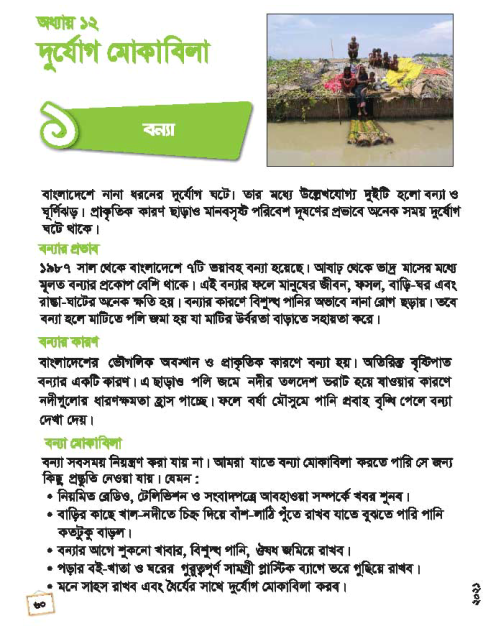 অধ্যায় ১২
দুর্যোগ মোকাবিলা
১
বন্যা
বাংলাদেশে নানা ধরনের দুর্যোগ ঘটে। তার মধ্যে উল্লেখযোগ্য দুইটি হলো বন্যা ও
ঘূর্ণিঝড়। প্রাকৃতিক কারণ ছাড়াও মানবসৃষ্ট পরিবেশ দূষণের প্রভাবে অনেক সময় দুর্যোগ
ঘটে থাকে।
বন্যার প্রভাব
১৯৮৭ সাল থেকে বাংলাদেশে ৭টি ভয়াবহ বন্যা হয়েছে। আষাঢ় থেকে ভাদ্র মাসের মধ্যে
মূলত বন্যার প্রকোপ বেশি থাকে। এই বন্যার ফলে মানুষের জীবন, ফসল, বাড়ি-ঘর এবং
রাস্তা-ঘাটের অনেক ক্ষতি হয়। বন্যার কারণে বিশুদ্ধ পানির অভাবে নানা রোগ ছড়ায়। তবে
বন্যা হলে মাটিতে পলি জমা হয় যা মাটির উর্বরতা বাড়াতে সহায়তা করে।
বন্যার কারণ
বাংলাদেশের ভৌগলিক অবস্থান ও প্রাকৃতিক কারণে বন্যা হয়। অতিরিক্ত বৃষ্টিপাত
বন্যার একটি কারণ। এ ছাড়াও পলি জমে নদীর তলদেশ ভরাট হয়ে যাওয়ার কারণে
নদীগুলোর ধারণক্ষমতা হ্রাস পাচ্ছে। ফলে বর্ষা মৌসুমে পানি প্রবাহ বৃদ্ধি পেলে বন্যা
দেখা দেয়।
বন্যা মোকাবিলা
বন্যা সবসময় নিয়ন্ত্রণ করা যায় না। আমরা যাতে বন্যা মোকাবিলা করতে পারি সে জন্য
কিছু প্রস্তুতি নেওয়া যায়। যেমন :
• নিয়মিত রেডিও, টেলিভিশন ও সংবাদপত্রে আবহাওয়া সম্পর্কে খবর শুনব।
• বাড়ির কাছে খাল-নদীতে চিহ্ন দিয়ে বাঁশ-লাঠি পুঁতে রাখব যাতে বুঝতে পারি পানি
কতটুকু বাড়ল।
• বন্যার আগে শুকনো খাবার, বিশুদ্ধ পানি, ঔষধ জমিয়ে রাখব।
• পড়ার বই-খাতা ও ঘরের গুরুত্বপূর্ণ সামগ্রী প্লাস্টিক ব্যাগে ভরে গুছিয়ে রাখব।
• মনে সাহস রাখব এবং ধৈর্যের সাথে দুর্যোগ মোকাবিলা করব।
৮০
২০২১